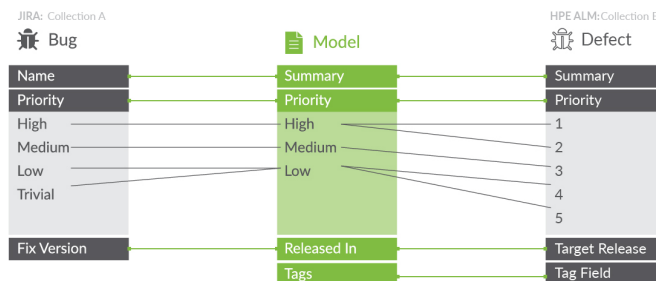 JIRA: Collection A
Bug
Name
Priority
High
Medium
Low
Trivial
Fix Version
Model
Summary
Priority
High
Medium
Low
Released In
Tags
HPE ALM: Collection B
Defect
Summary
Priority
1
2
3
4
5
Target Release
Tag Field